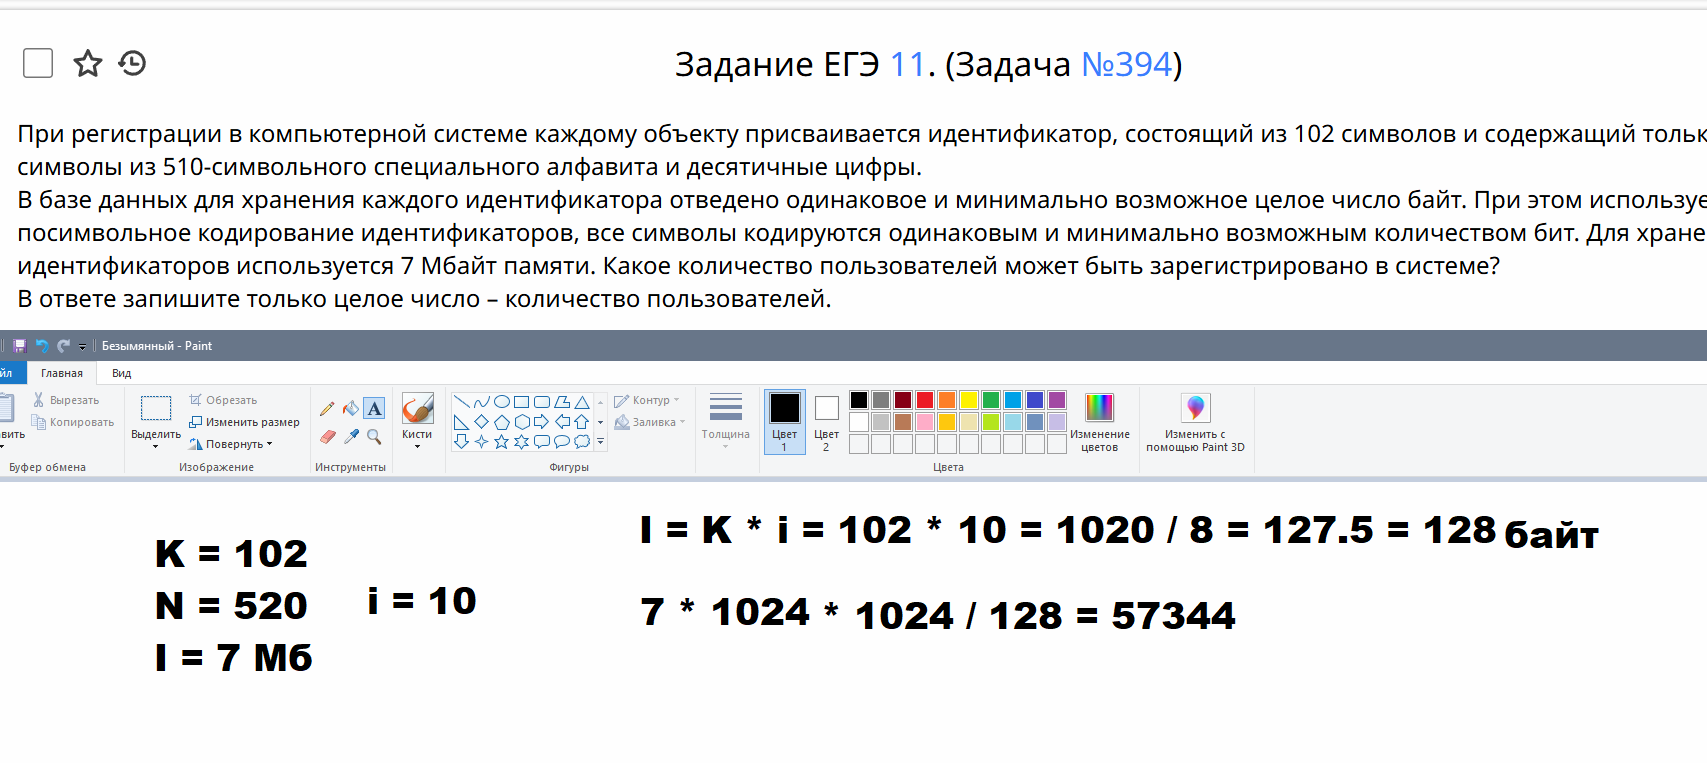 Задание ЕГЭ 11. (Задача №394)
При регистрации в компьютерной системе каждому объекту присваивается идентификатор, состоящий из 102 символов и содержащий тольк
символы из 510-символьного специального алфавита и десятичные цифры.
В базе данных для хранения каждого идентификатора отведено одинаковое и минимально возможное целое число байт. При этом используе
посимвольное кодирование идентификаторов, все символы кодируются одинаковым и минимально возможным количеством бит. Для хране
идентификаторов используется 7 Мбайт памяти. Какое количество пользователей может быть зарегистрировано в системе?
В ответе запишите только целое число – количество пользователей.
Безымянный - Paint
йл Главная Вид
Вырезать
Копировать
авить
Буфер обмена
Выделить
Обрезать
Изменить размер
Повернуть
Изображение
A
Инструменты
Кисти
Контур
Заливка
Фигуры
Толщина
Цвет 1
Цвет 2
Изменение цветов
Цвета
Изменить с помощью Paint 3D
I = K * i = 102 * 10 = 1020 / 8 = 127.5 = 128 байт
K = 102
N = 520
i = 10
I = 7 Мб
7 * 1024 * 1024 / 128 = 57344